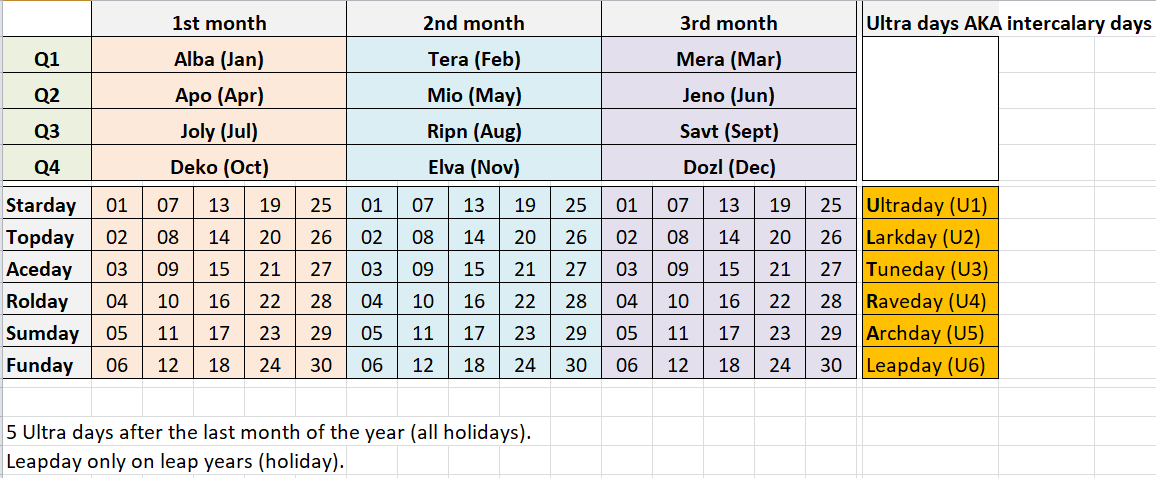 1st month 2nd month 3rd month Ultra days AKA intercalary days
Q1 Alba (Jan) Tera (Feb) Mera (Mar)
Q2 Apo (Apr) Mio (May) Jeno (Jun)
Q3 Joly (Jul) Ripn (Aug) Savt (Sept)
Q4 Deko (Oct) Elva (Nov) Dozl (Dec)
Starday 01 07 13 19 25 01 07 13 19 25 01 07 13 19 25 Ultraday (U1)
Topday 02 08 14 20 26 02 08 14 20 26 02 08 14 20 26 Larkday (U2)
Aceday 03 09 15 21 27 03 09 15 21 27 03 09 15 21 27 Tuneday (U3)
Rolday 04 10 16 22 28 04 10 16 22 28 04 10 16 22 28 Raveday (U4)
Sumday 05 11 17 23 29 05 11 17 23 29 05 11 17 23 29 Archday (U5)
Funday 06 12 18 24 30 06 12 18 24 30 06 12 18 24 30 Leapday (U6)
5 Ultra days after the last month of the year (all holidays).
Leapday only on leap years (holiday).